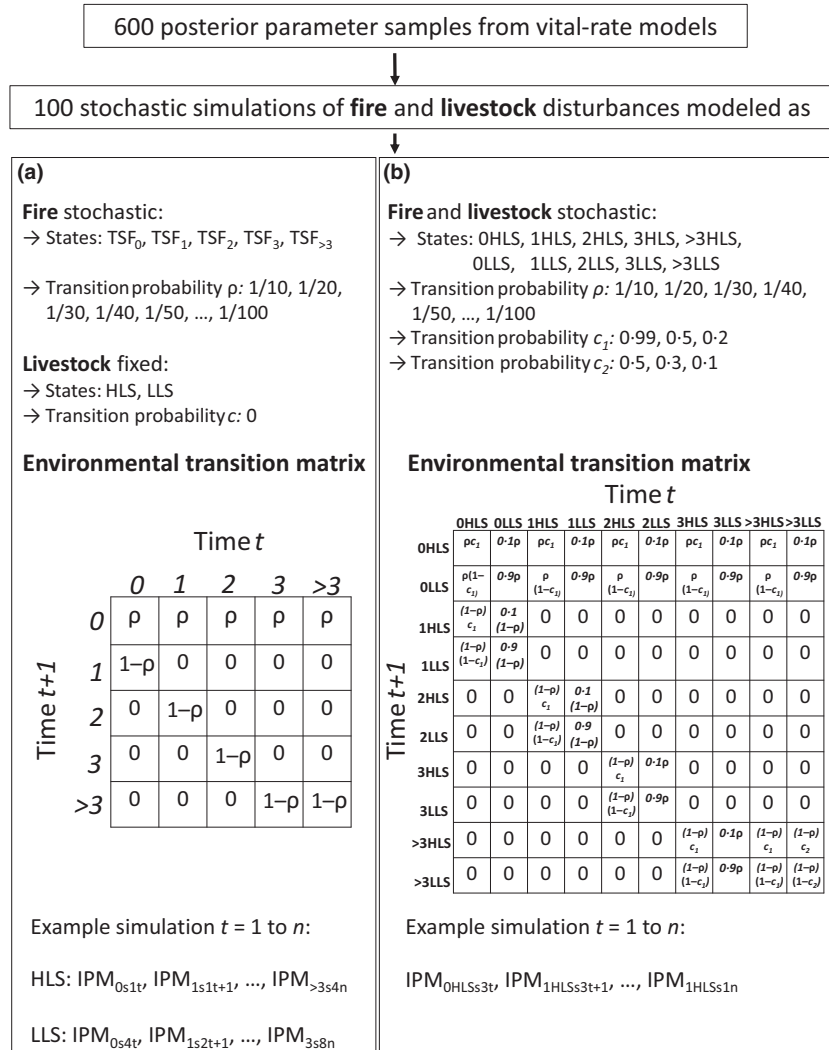 600 posterior parameter samples from vital-rate models
100 stochastic simulations of fire and livestock disturbances modeled as
(a)
Fire stochastic:
→ States: TSF0, TSF1, TSF2, TSF3, TSF>3
→ Transition probability ρ: 1/10, 1/20,
1/30, 1/40, 1/50, ..., 1/100
Livestock fixed:
→ States: HLS, LLS
→ Transition probability c: 0
Environmental transition matrix
Time t
0 1 2 3 >3
Time t+1
0 ρ ρ ρ ρ ρ
1 1–ρ 0 0 0 0
2 0 1–ρ 0 0 0
3 0 0 1–ρ 0 0
>3 0 0 0 1–ρ 1–ρ
Example simulation t = 1 to n:
HLS: IPM0s1t, IPM1s1t+1, ..., IPM>3s4n
LLS: IPM0s4t, IPM1s2t+1, ..., IPM3s8n
(b)
Fire and livestock stochastic:
→ States: 0HLS, 1HLS, 2HLS, 3HLS, >3HLS,
0LLS, 1LLS, 2LLS, 3LLS, >3LLS
→ Transition probability ρ: 1/10, 1/20, 1/30, 1/40,
1/50, ..., 1/100
→ Transition probability c1: 0·99, 0·5, 0·2
→ Transition probability c2: 0·5, 0·3, 0·1
Environmental transition matrix
Time t
0HLS 0LLS 1HLS 1LLS 2HLS 2LLS 3HLS 3LLS >3HLS >3LLS
Time t+1
0HLS ρc1 0·1ρ ρc1 0·1ρ ρc1 0·1ρ ρc1 0·1ρ ρc1 0·1ρ
0LLS ρ(1–c1) 0·9ρ ρ(1–c1) 0·9ρ ρ(1–c1) 0·9ρ ρ(1–c1) 0·9ρ ρ(1–c1) 0·9ρ
1HLS (1–ρ)c1 0·1(1–ρ) 0 0 0 0 0 0 0 0
1LLS (1–ρ)(1–c1) 0·9(1–ρ) 0 0 0 0 0 0 0 0
2HLS 0 0 (1–ρ)c1 0·1(1–ρ) 0 0 0 0 0 0
2LLS 0 0 (1–ρ)(1–c1) 0·9(1–ρ) 0 0 0 0 0 0
3HLS 0 0 0 0 (1–ρ)c1 0·1ρ 0 0 0 0
3LLS 0 0 0 0 (1–ρ)(1–c1) 0·9ρ 0 0 0 0
>3HLS 0 0 0 0 0 0 (1–ρ)c1 0·1ρ (1–ρ)c1 (1–ρ)c2
>3LLS 0 0 0 0 0 0 (1–ρ)(1–c1) 0·9ρ (1–ρ)(1–c1) (1–ρ)(1–c2)
Example simulation t = 1 to n:
IPM0HLSs3t, IPM1HLSs3t+1, ..., IPM1HLSs1n